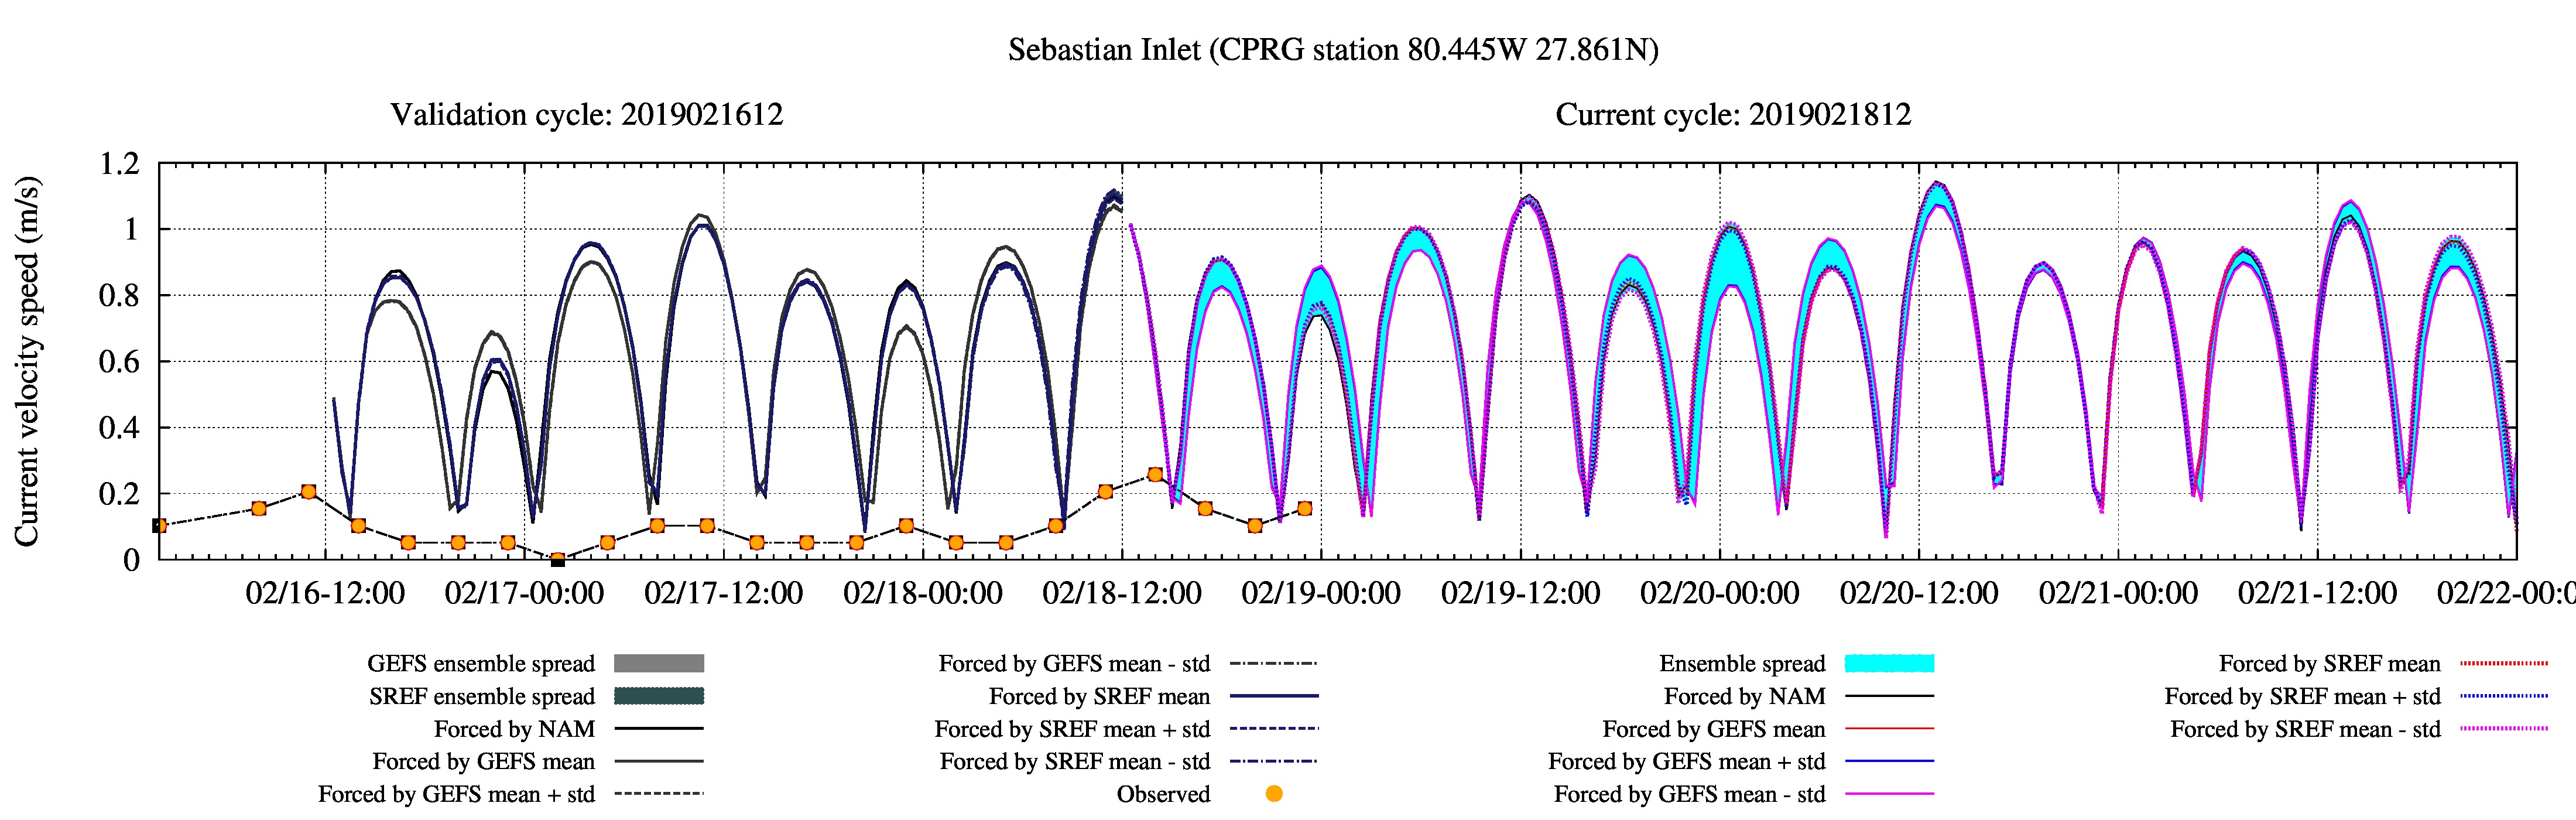 Sebastian Inlet (CPRG station 80.445W 27.861N)
Validation cycle: 2019021612
Current cycle: 2019021812
Current velocity speed (m/s)
1.2
1
0.8
0.6
0.4
0.2
0
02/16-12:00 02/17-00:00 02/17-12:00 02/18-00:00 02/18-12:00 02/19-00:00 02/19-12:00 02/20-00:00 02/20-12:00 02/21-00:00 02/21-12:00 02/22-00:0
GEFS ensemble spread
SREF ensemble spread
Forced by NAM
Forced by GEFS mean
Forced by GEFS mean + std
Forced by GEFS mean - std
Forced by SREF mean
Forced by SREF mean + std
Forced by SREF mean - std
Observed
Ensemble spread
Forced by NAM
Forced by GEFS mean
Forced by GEFS mean + std
Forced by GEFS mean - std
Forced by SREF mean
Forced by SREF mean + std
Forced by SREF mean - std